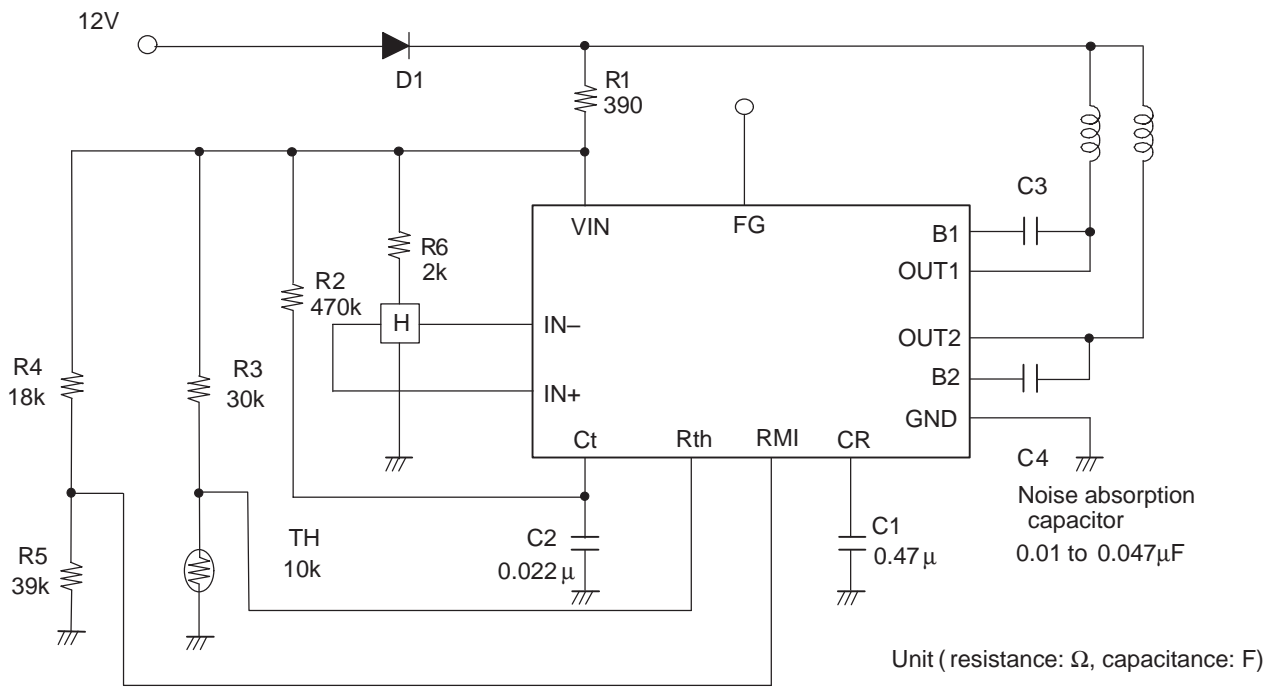 12V
D1
R1
390
C3
VIN
FG
B1
OUT1
R6
2k
R2
470k
H
IN–
OUT2
R4
18k
R3
30k
B2
IN+
GND
Ct
Rth
RMI
CR
C4
Noise absorption
capacitor
0.01 to 0.047μF
TH
10k
C2
0.022 μ
C1
0.47 μ
R5
39k
Unit ( resistance: Ω, capacitance: F)